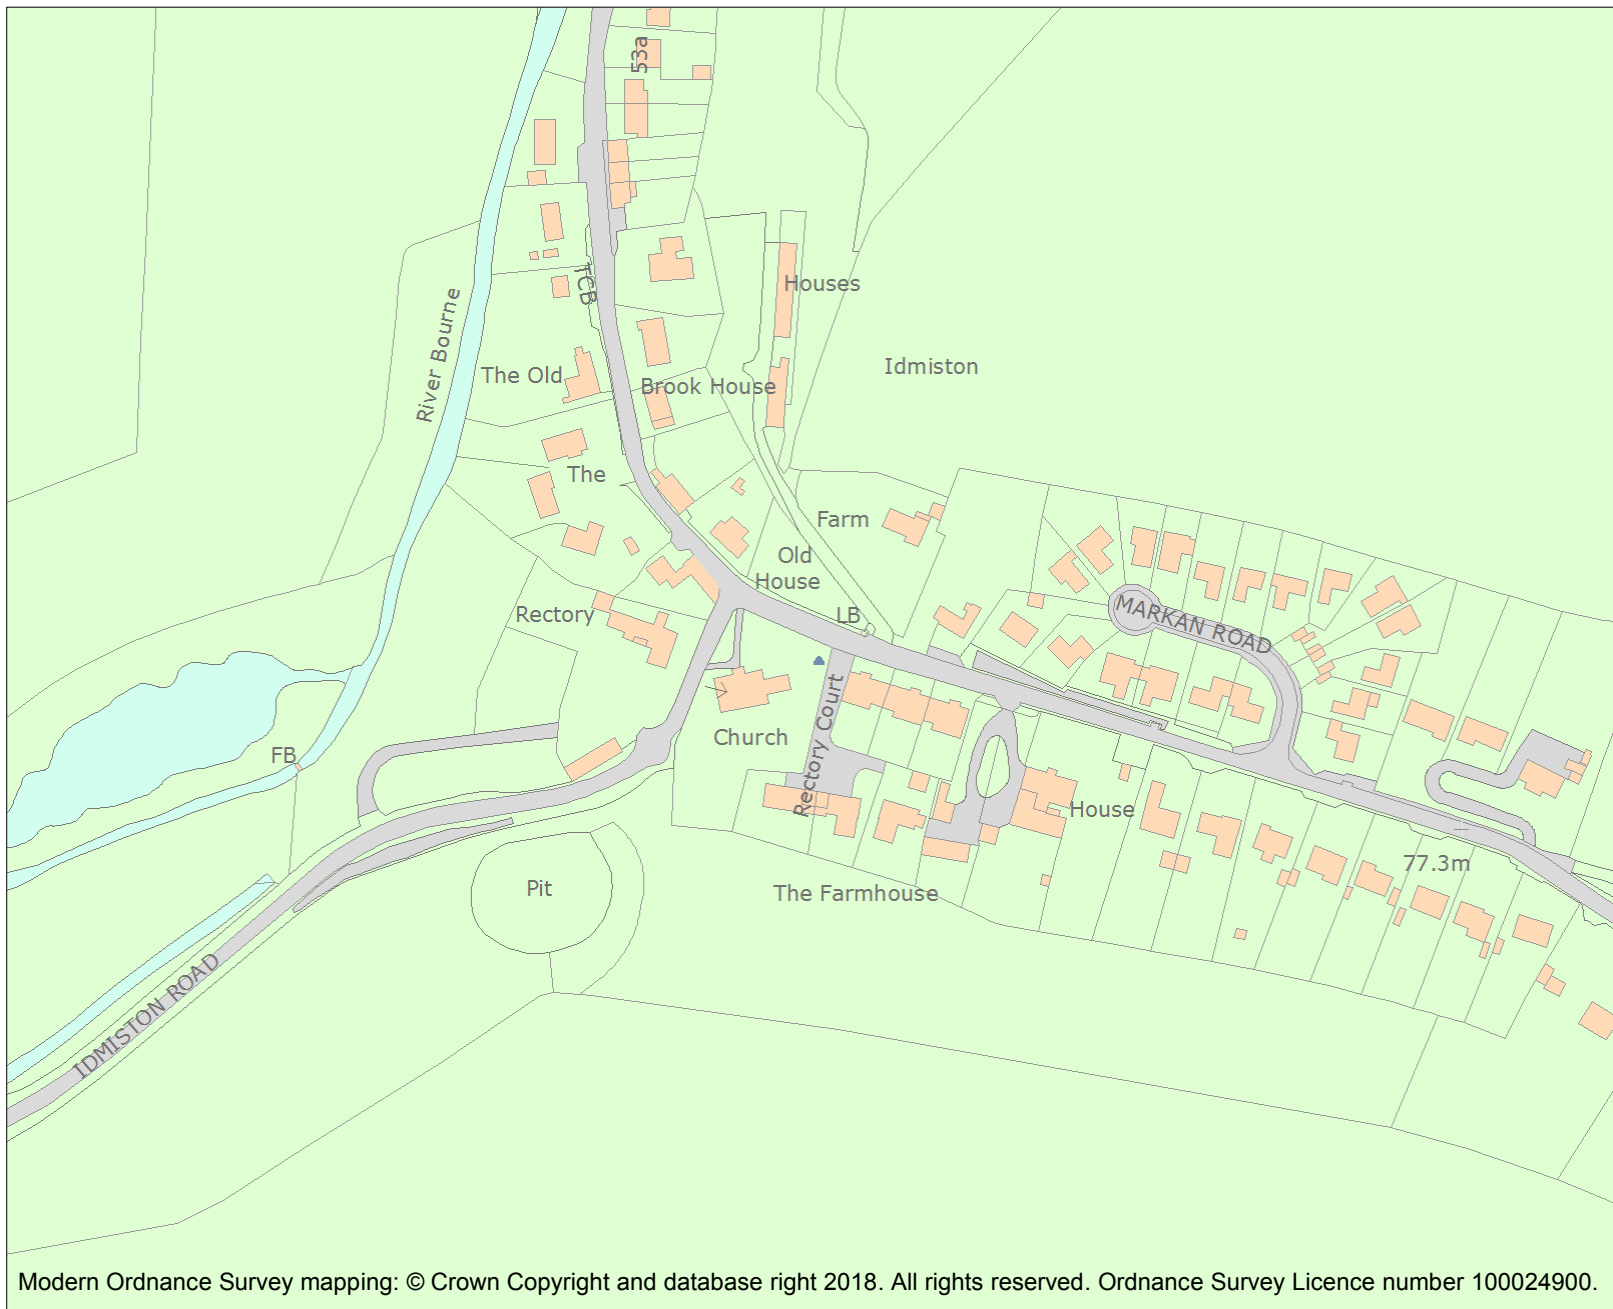 53a
TCB
Houses
River Bourne
Idmiston
The Old
Brook House
The
Farm
Old
House
Rectory
LB
MARKAN ROAD
Rectory Court
Church
FB
House
77.3m
Pit
The Farmhouse
IDMISTON ROAD
Modern Ordnance Survey mapping: © Crown Copyright and database right 2018. All rights reserved. Ordnance Survey Licence number 100024900.